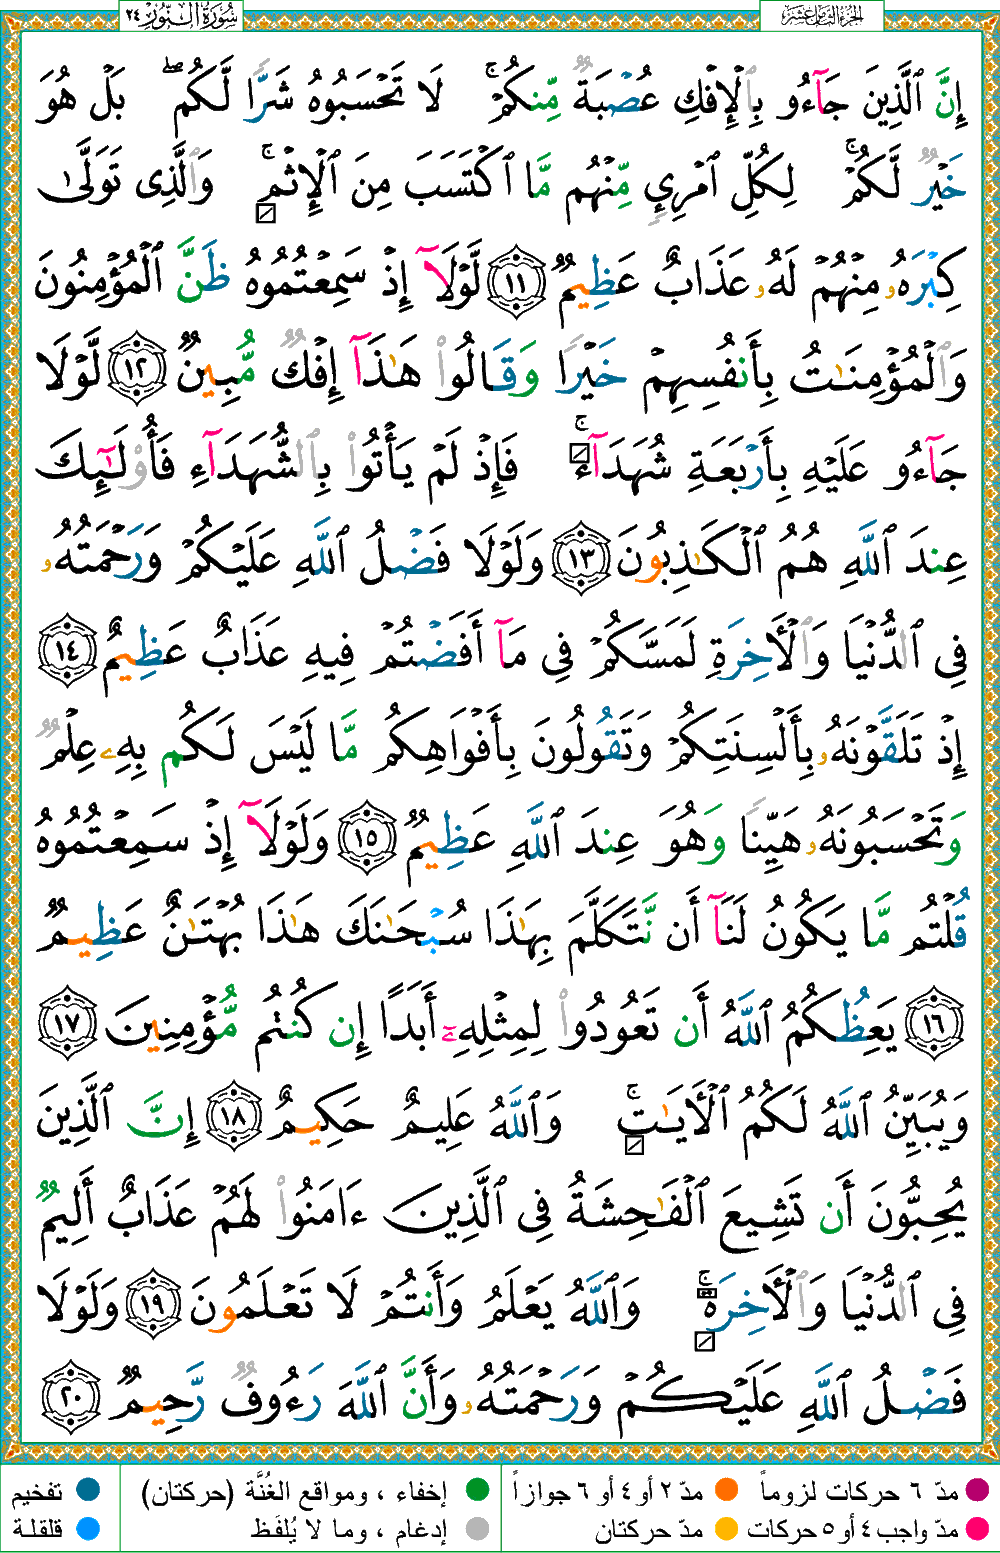 سُورَةُ النُّورِ ٢٤
الجزء الثامن عشر
إِنَّ ٱلَّذِينَ جَآءُو بِٱلْإِفْكِ عُصْبَةٌ مِّنكُمْ ۚ لَا تَحْسَبُوهُ شَرًّا لَّكُم ۖ بَلْ هُوَ
خَيْرٌ لَّكُمْ ۚ لِكُلِّ ٱمْرِئٍ مِّنْهُم مَّا ٱكْتَسَبَ مِنَ ٱلْإِثْمِ ۚ وَٱلَّذِى تَوَلَّىٰ
كِبْرَهُۥ مِنْهُمْ لَهُۥ عَذَابٌ عَظِيمٌ ١١ لَّوْلَآ إِذْ سَمِعْتُمُوهُ ظَنَّ ٱلْمُؤْمِنُونَ
وَٱلْمُؤْمِنَـٰتُ بِأَنفُسِهِمْ خَيْرًا وَقَالُوا۟ هَـٰذَآ إِفْكٌ مُّبِينٌ ١٢ لَّوْلَا
جَآءُو عَلَيْهِ بِأَرْبَعَةِ شُهَدَآءَ ۚ فَإِذْ لَمْ يَأْتُوا۟ بِٱلشُّهَدَآءِ فَأُو۟لَـٰٓئِكَ
عِندَ ٱللَّهِ هُمُ ٱلْكَـٰذِبُونَ ١٣ وَلَوْلَا فَضْلُ ٱللَّهِ عَلَيْكُمْ وَرَحْمَتُهُۥ
فِى ٱلدُّنْيَا وَٱلْأَخِرَةِ لَمَسَّكُمْ فِى مَآ أَفَضْتُمْ فِيهِ عَذَابٌ عَظِيمٌ ١٤
إِذْ تَلَقَّوْنَهُۥ بِأَلْسِنَتِكُمْ وَتَقُولُونَ بِأَفْوَاهِكُم مَّا لَيْسَ لَكُم بِهِۦ عِلْمٌ
وَتَحْسَبُونَهُۥ هَيِّنًا وَهُوَ عِندَ ٱللَّهِ عَظِيمٌ ١٥ وَلَوْلَآ إِذْ سَمِعْتُمُوهُ
قُلْتُم مَّا يَكُونُ لَنَآ أَن نَّتَكَلَّمَ بِهَـٰذَا سُبْحَـٰنَكَ هَـٰذَا بُهْتَـٰنٌ عَظِيمٌ
١٦ يَعِظُكُمُ ٱللَّهُ أَن تَعُودُوا۟ لِمِثْلِهِۦٓ أَبَدًا إِن كُنتُم مُّؤْمِنِينَ ١٧
وَيُبَيِّنُ ٱللَّهُ لَكُمُ ٱلْأَيَـٰتِ ۚ وَٱللَّهُ عَلِيمٌ حَكِيمٌ ١٨ إِنَّ ٱلَّذِينَ
يُحِبُّونَ أَن تَشِيعَ ٱلْفَـٰحِشَةُ فِى ٱلَّذِينَ ءَامَنُوا۟ لَهُمْ عَذَابٌ أَلِيمٌ
فِى ٱلدُّنْيَا وَٱلْأَخِرَةِ ۚ وَٱللَّهُ يَعْلَمُ وَأَنتُمْ لَا تَعْلَمُونَ ١٩ وَلَوْلَا
فَضْلُ ٱللَّهِ عَلَيْكُمْ وَرَحْمَتُهُۥ وَأَنَّ ٱللَّهَ رَءُوفٌ رَّحِيمٌ ٢٠
مدّ ٦ حركات لزوماً مدّ ٢ أو ٤ أو ٦ جوازاً إخفاء ، ومواقع الغُنَّة (حركتان) تفخيم
مدّ واجب ٤ أو ٥ حركات مدّ حركتان إدغام ، وما لا يُلفَظ قلقلة